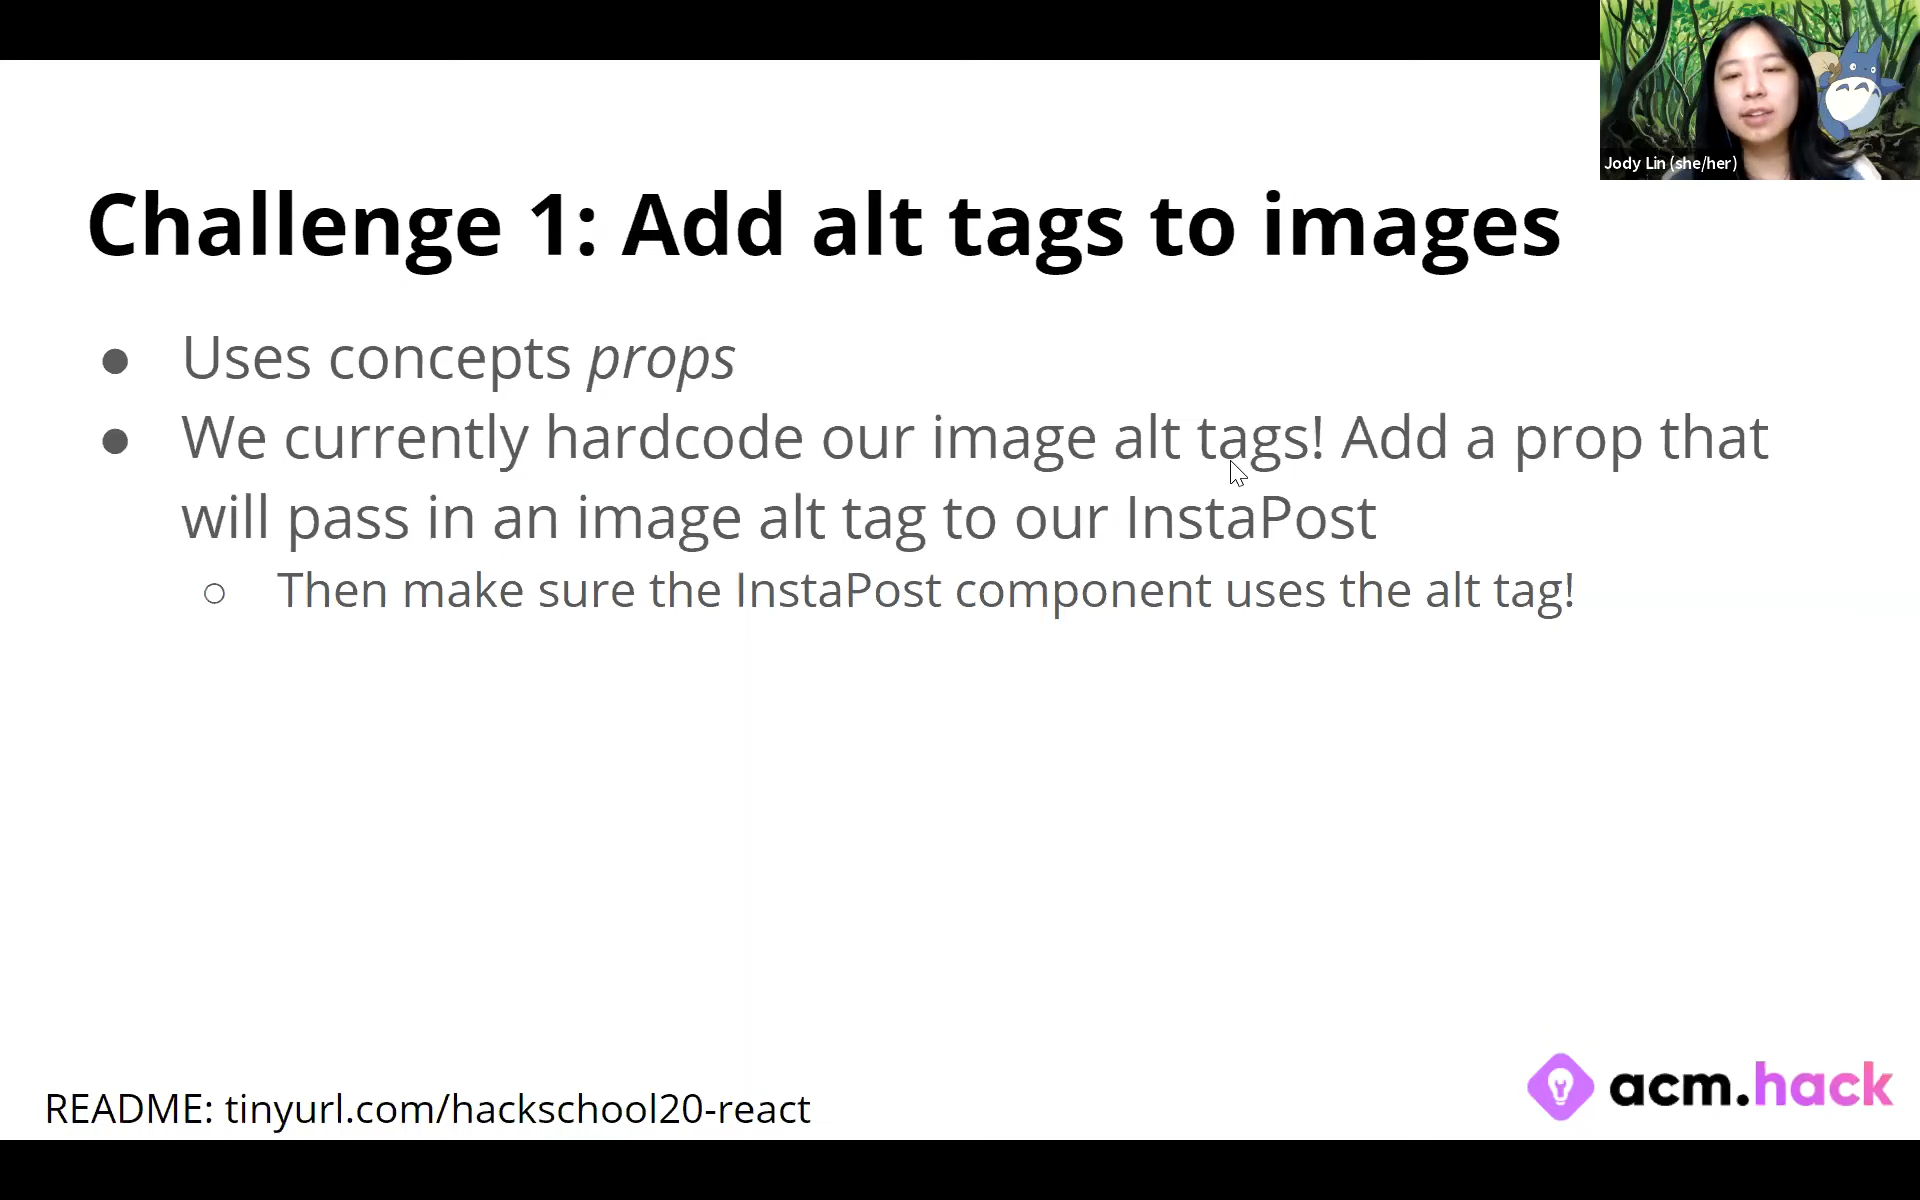 Jody Lin (she/her)
Challenge 1: Add alt tags to images
● Uses concepts props
● We currently hardcode our image alt tags! Add a prop that
will pass in an image alt tag to our InstaPost
○ Then make sure the InstaPost component uses the alt tag!
README: tinyurl.com/hackschool20-react
acm.hack